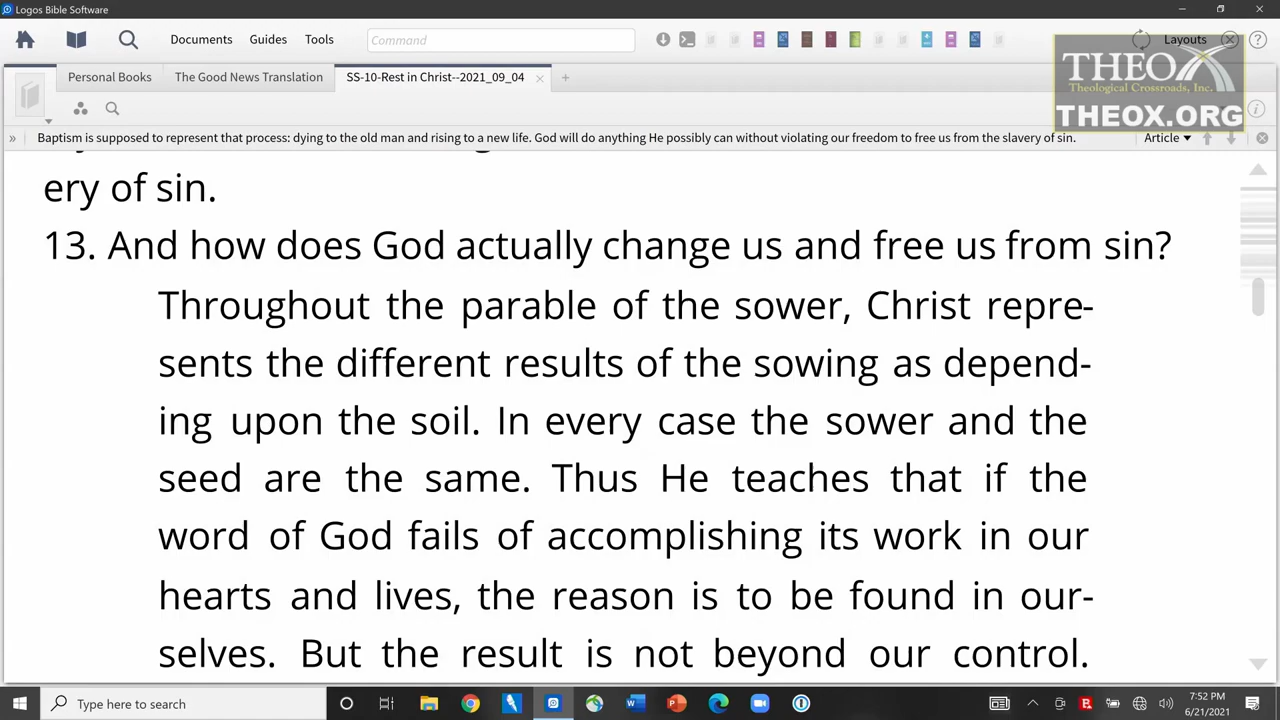 Logos Bible Software
Documents Guides Tools Command Layouts
THEOX
Theological Crossroads, Inc.
THEOX.ORG
Personal Books The Good News Translation SS-10-Rest in Christ--2021_09_04
» Baptism is supposed to represent that process: dying to the old man and rising to a new life. God will do anything He possibly can without violating our freedom to free us from the slavery of sin. Article
ery of sin.
13. And how does God actually change us and free us from sin?
Throughout the parable of the sower, Christ repre-
sents the different results of the sowing as depend-
ing upon the soil. In every case the sower and the
seed are the same. Thus He teaches that if the
word of God fails of accomplishing its work in our
hearts and lives, the reason is to be found in our-
selves. But the result is not beyond our control.
Type here to search
7:52 PM
6/21/2021